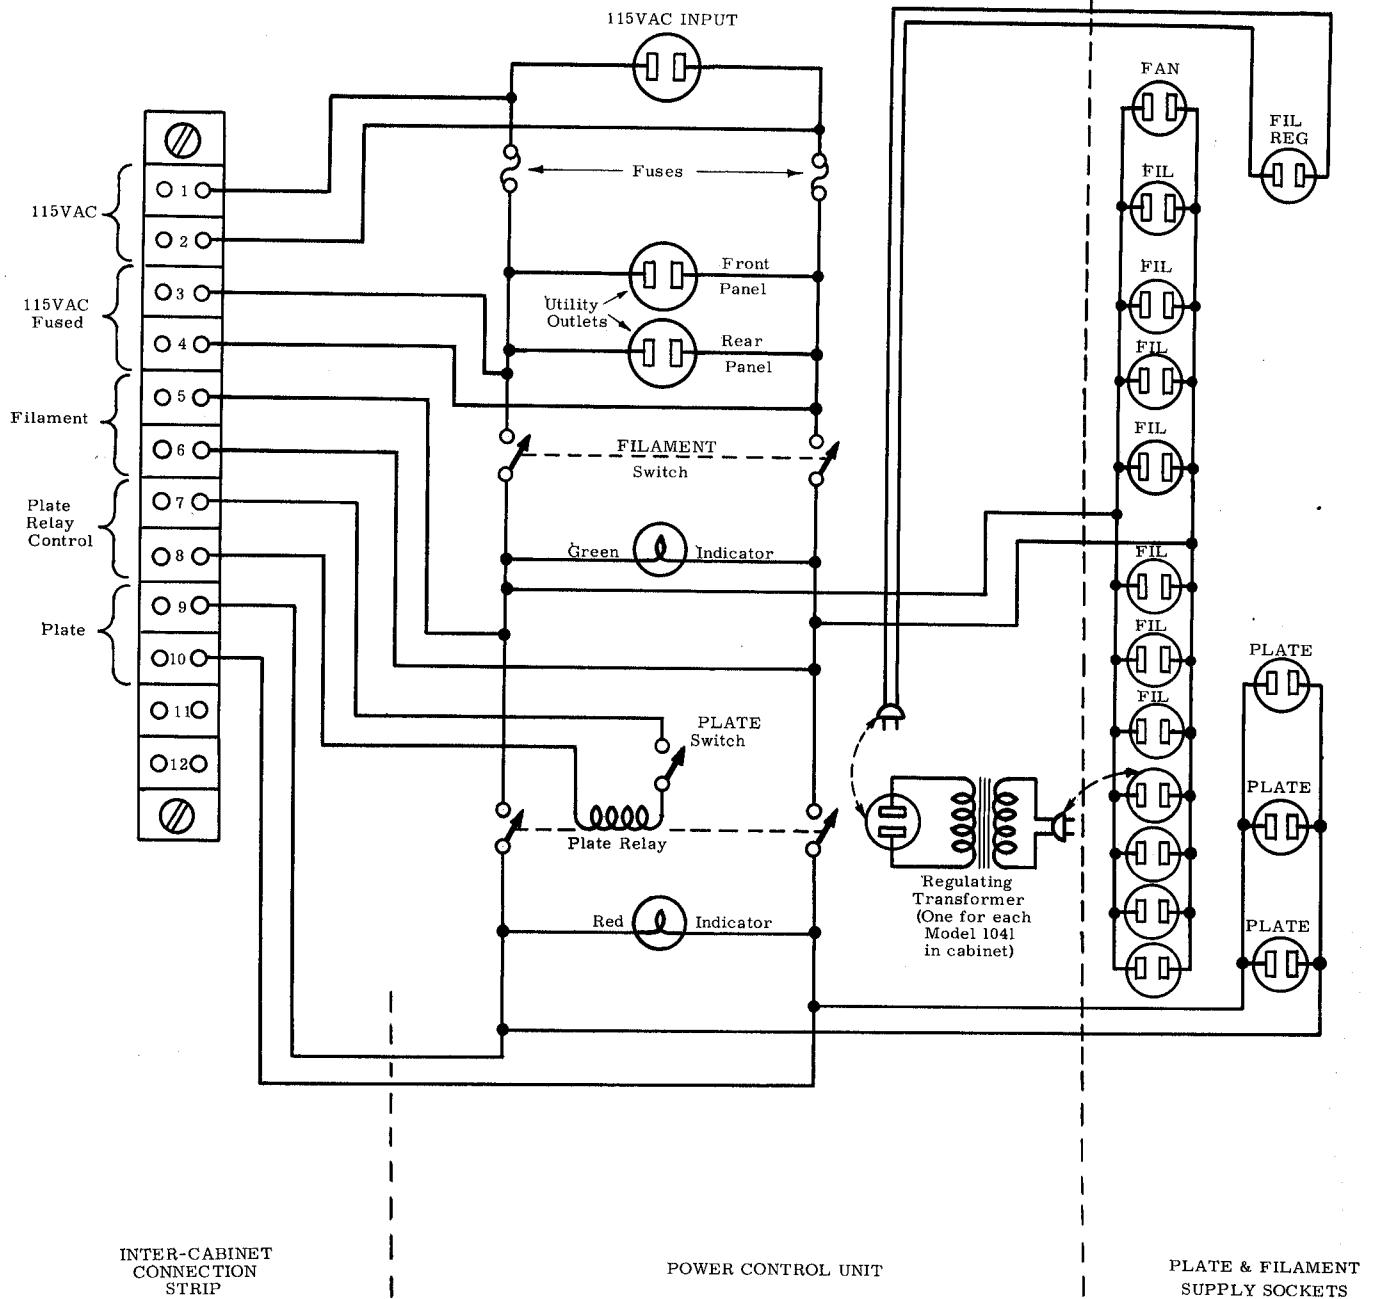 115VAC INPUT
FAN
FIL
REG
Fuses
FIL
1
115VAC
2
Front
Panel
FIL
3
115VAC
Fused
Utility
Outlets
4
Rear
Panel
FIL
5
Filament
FILAMENT
Switch
FIL
6
7
Plate
Relay
Control
8
Green Indicator
FIL
9
Plate
FIL
10
PLATE
11
PLATE
Switch
FIL
12
PLATE
Plate Relay
Regulating
Transformer
(One for each
Model 1041
in cabinet)
Red Indicator
PLATE
INTER-CABINET
CONNECTION
STRIP
POWER CONTROL UNIT
PLATE & FILAMENT
SUPPLY SOCKETS